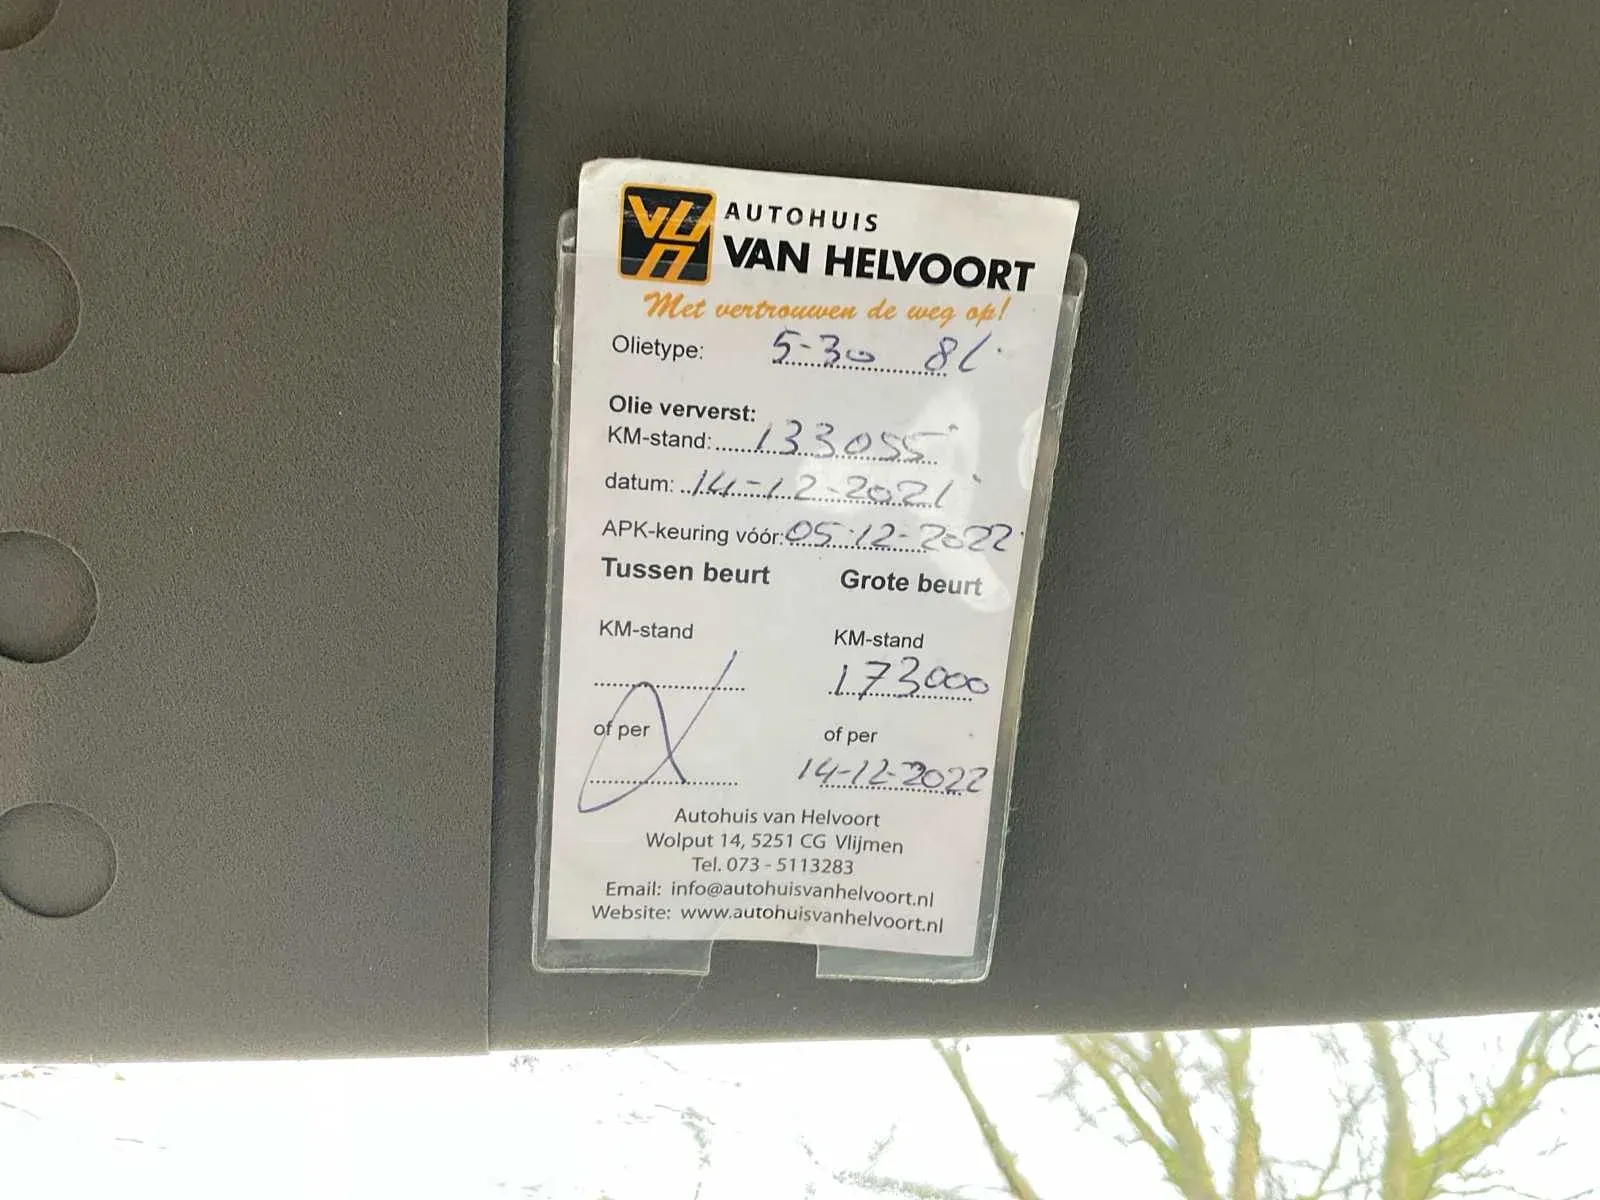 AUTOHUIS
VAN HELVOORT
Met vertrouwen de weg op!
Olietype: 5-30 8L.
Olie ververst:
KM-stand: 133055
datum: 14-12-2021
APK-keuring vóór: 05-12-2022
Tussen beurt Grote beurt
KM-stand KM-stand
173000
of per of per
14-12-2022
Autohuis van Helvoort
Wolput 14, 5251 CG Vlijmen
Tel. 073 - 5113283
Email: info@autohuisvanhelvoort.nl
Website: www.autohuisvanhelvoort.nl